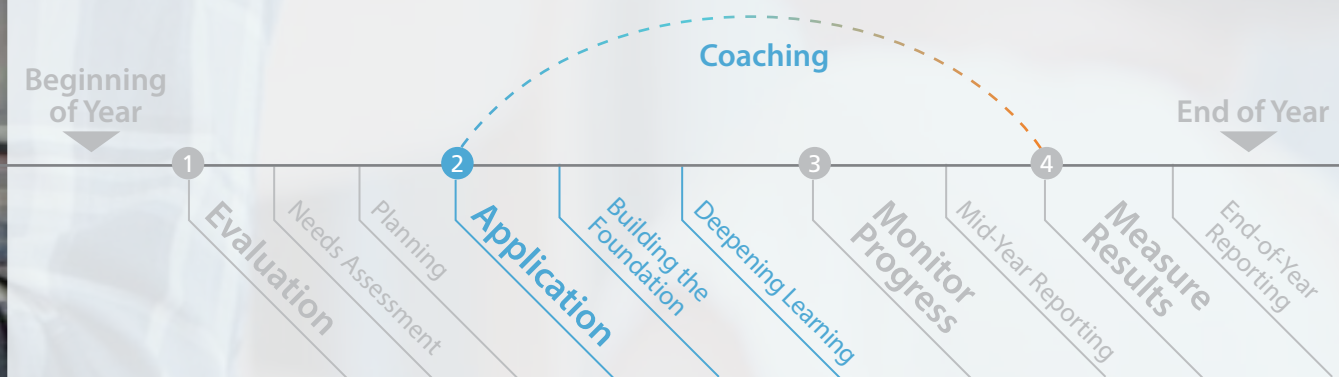 Coaching
Beginning
of Year
End of Year
1
2
3
4
Evaluation
Needs Assessment
Planning
Application
Building the
Foundation
Deepening Learning
Monitor
Progress
Mid-Year Reporting
Measure
Results
End-of-Year
Reporting